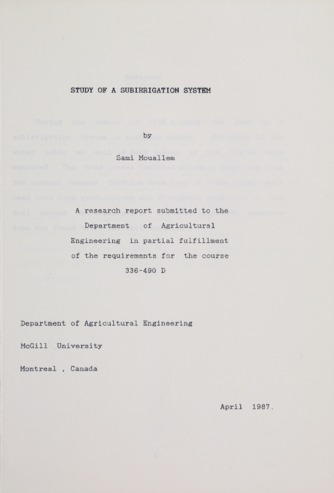 STUDY OF A SUBIRRIGATION SYSTEM
by
Sami Mouallem
A research report submitted to the
Department of Agricultural
Engineering in partial fulfillment
of the requirements for the course
336-490 D
Department of Agricultural Engineering
McGill University
Montreal , Canada
April 1987.